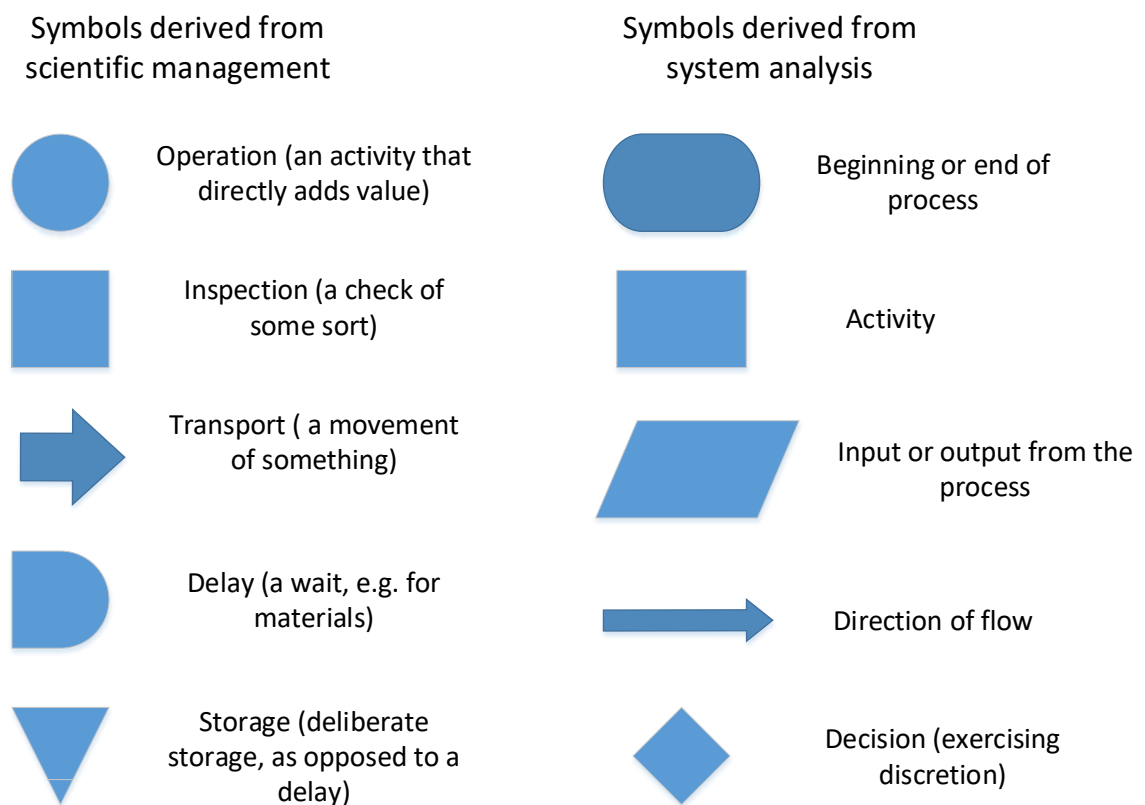 Symbols derived from
scientific management
Operation (an activity that
directly adds value)
Inspection (a check of
some sort)
Transport ( a movement
of something)
Delay (a wait, e.g. for
materials)
Storage (deliberate
storage, as opposed to a
delay)
Symbols derived from
system analysis
Beginning or end of
process
Activity
Input or output from the
process
Direction of flow
Decision (exercising
discretion)